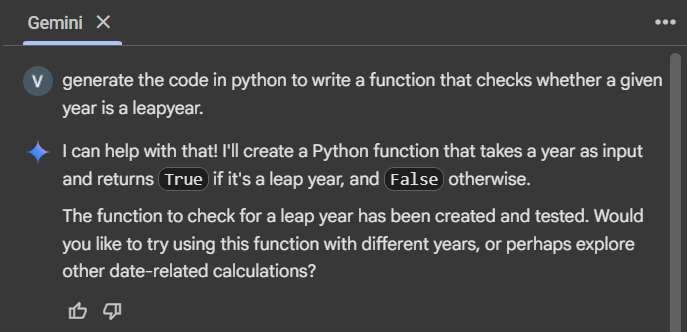 Gemini
V
generate the code in python to write a function that checks whether a given
year is a leapyear.
I can help with that! I'll create a Python function that takes a year as input
and returns True if it's a leap year, and False otherwise.
The function to check for a leap year has been created and tested. Would
you like to try using this function with different years, or perhaps explore
other date-related calculations?